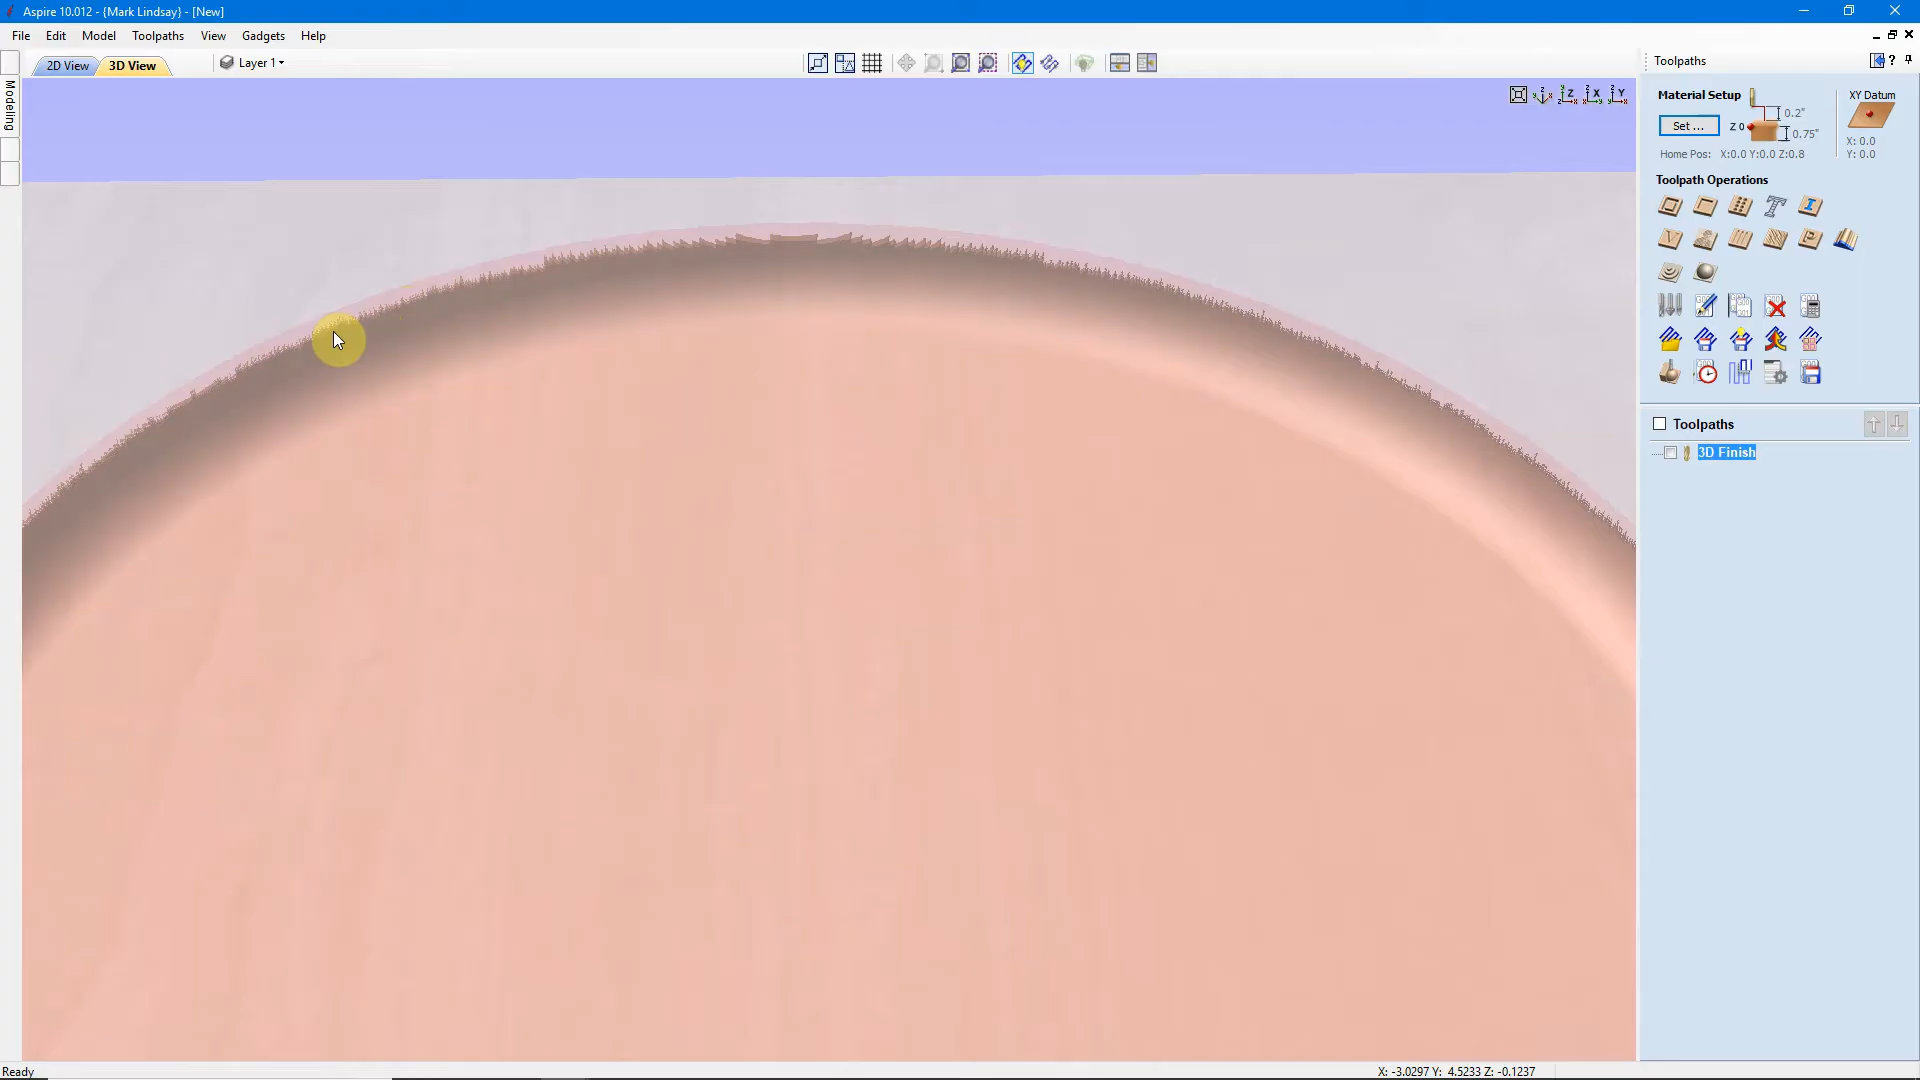 Aspire 10.012 - {Mark Lindsay} - [New]
File Edit Model Toolpaths View Gadgets Help
2D View 3D View Layer 1
Modeling
Toolpaths
Material Setup
XY Datum
Set ...
Z 0
0.2"
0.75"
X: 0.0
Y: 0.0
Home Pos: X:0.0 Y:0.0 Z:0.8
Toolpath Operations
Toolpaths
3D Finish
Ready
X: -3.0297 Y: 4.5233 Z: -0.1237